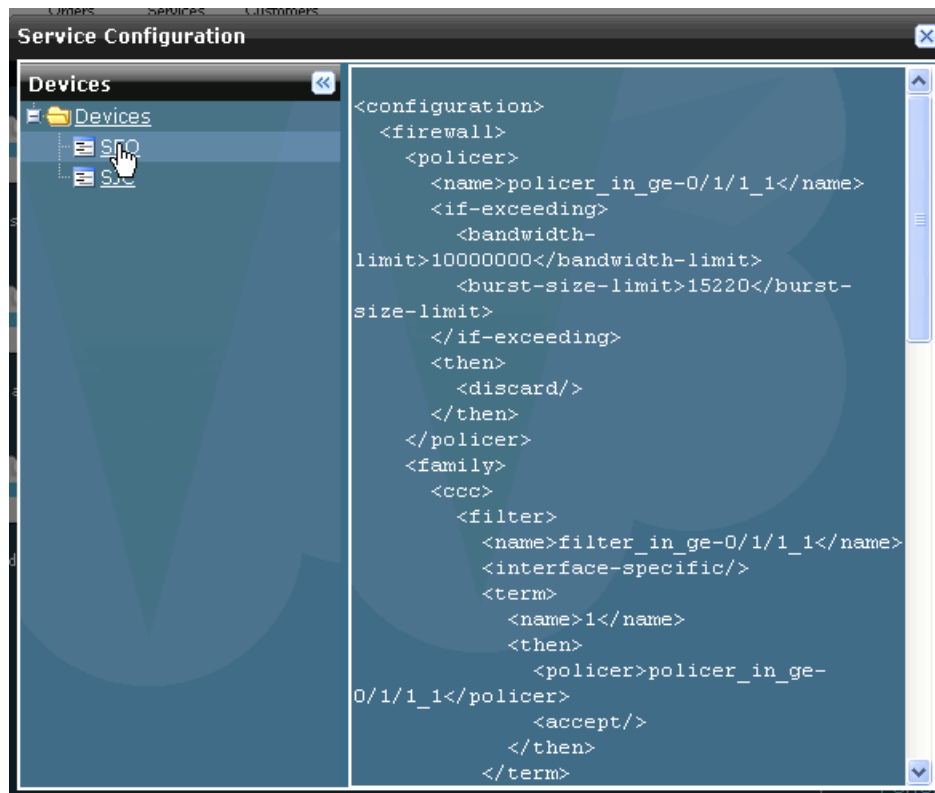 Orders Services Customers
Service Configuration
Devices
Devices
<configuration>
<firewall>
<policer>
<name>policer_in_ge-0/1/1_1</name>
<if-exceeding>
<bandwidth-
limit>10000000</bandwidth-limit>
<burst-size-limit>15220</burst-
size-limit>
</if-exceeding>
<then>
<discard/>
</then>
</policer>
<family>
<ccc>
<filter>
<name>filter_in_ge-0/1/1_1</name>
<interface-specific/>
<term>
<name>1</name>
<then>
<policer>policer_in_ge-
0/1/1_1</policer>
<accept/>
</then>
</term>